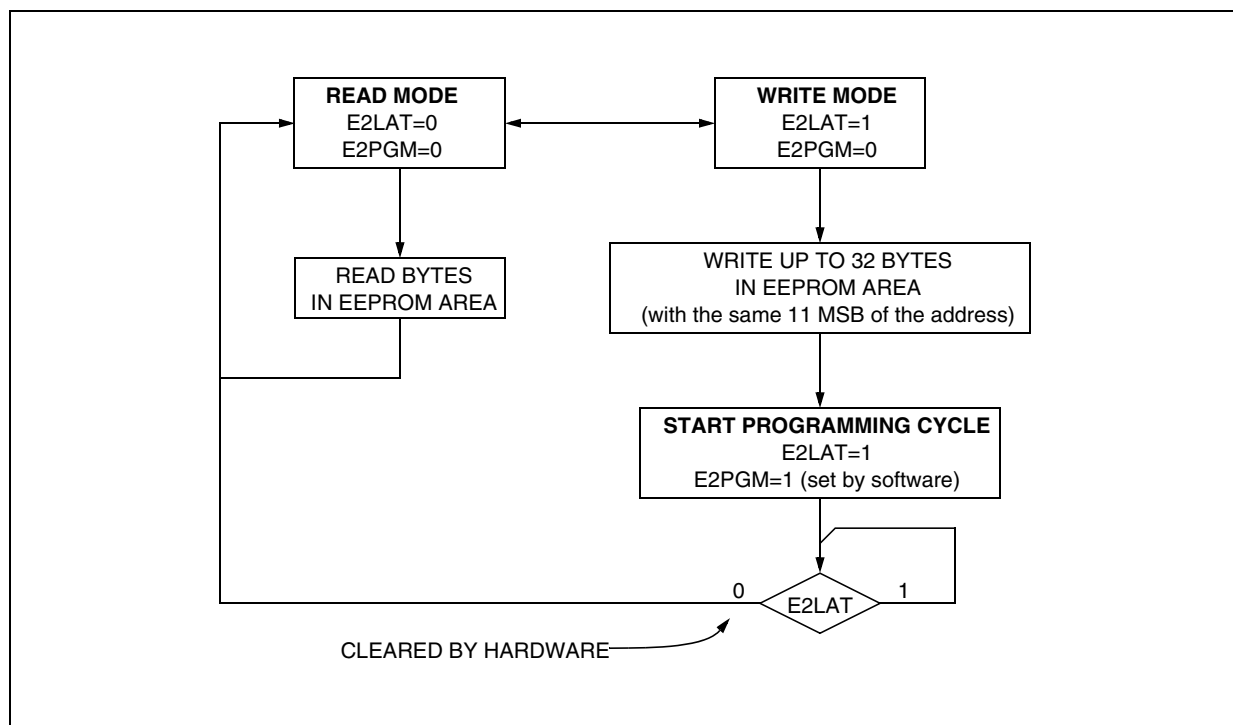 READ MODE
E2LAT=0
E2PGM=0
WRITE MODE
E2LAT=1
E2PGM=0
READ BYTES
IN EEPROM AREA
WRITE UP TO 32 BYTES
IN EEPROM AREA
(with the same 11 MSB of the address)
START PROGRAMMING CYCLE
E2LAT=1
E2PGM=1 (set by software)
0
E2LAT
1
CLEARED BY HARDWARE